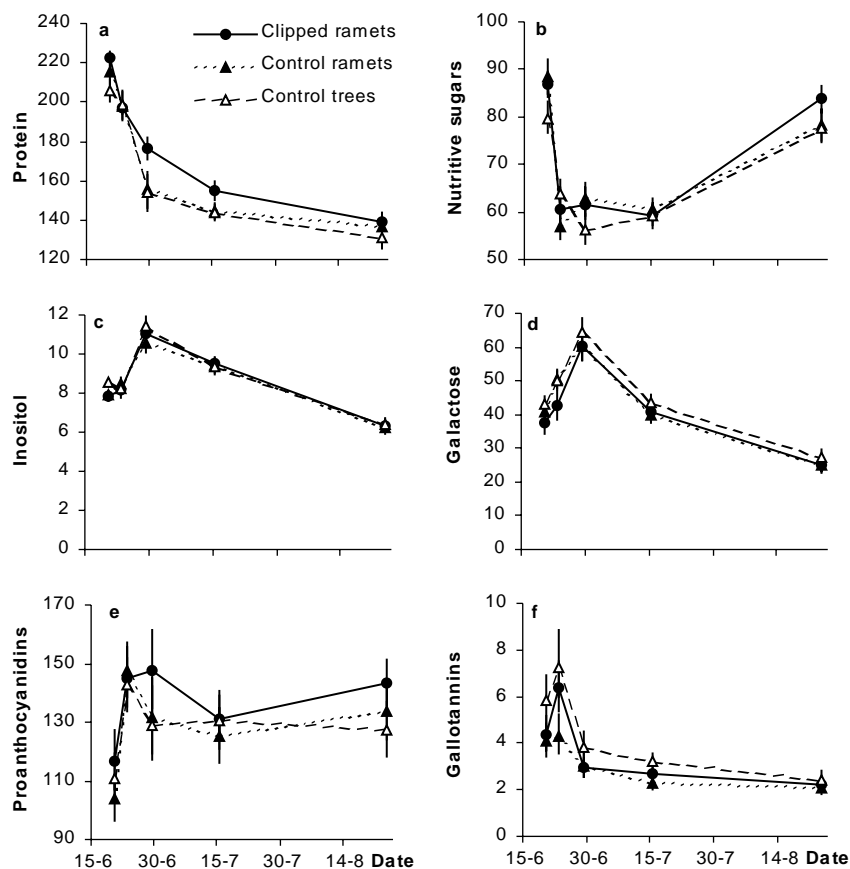 a
Clipped ramets
Control ramets
Control trees
Protein
240
220
200
180
160
140
120
b
Nutritive sugars
100
90
80
70
60
50
c
Inositol
12
10
8
6
4
2
0
d
Galactose
70
60
50
40
30
20
10
0
e
Proanthocyanidins
170
150
130
110
90
15-6 30-6 15-7 30-7 14-8 Date
f
Gallotannins
10
8
6
4
2
0
15-6 30-6 15-7 30-7 14-8 Date